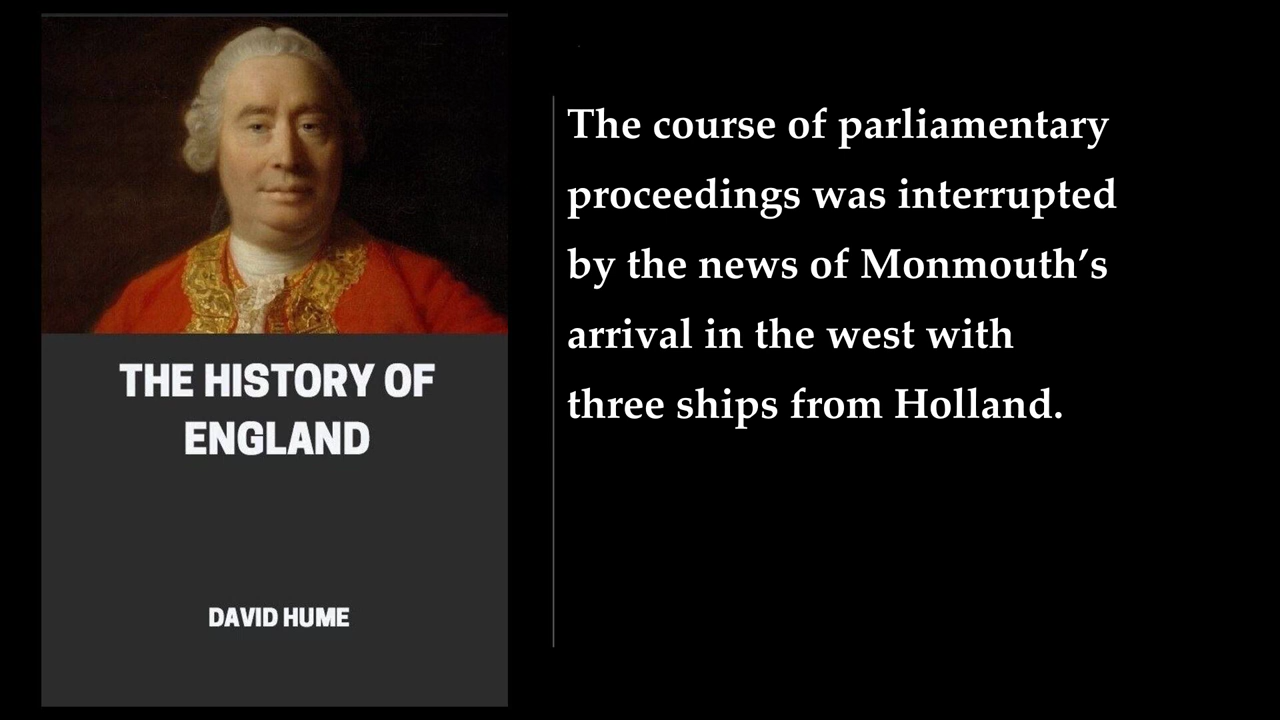 THE HISTORY OF
ENGLAND
DAVID HUME
The course of parliamentary
proceedings was interrupted
by the news of Monmouth’s
arrival in the west with
three ships from Holland.